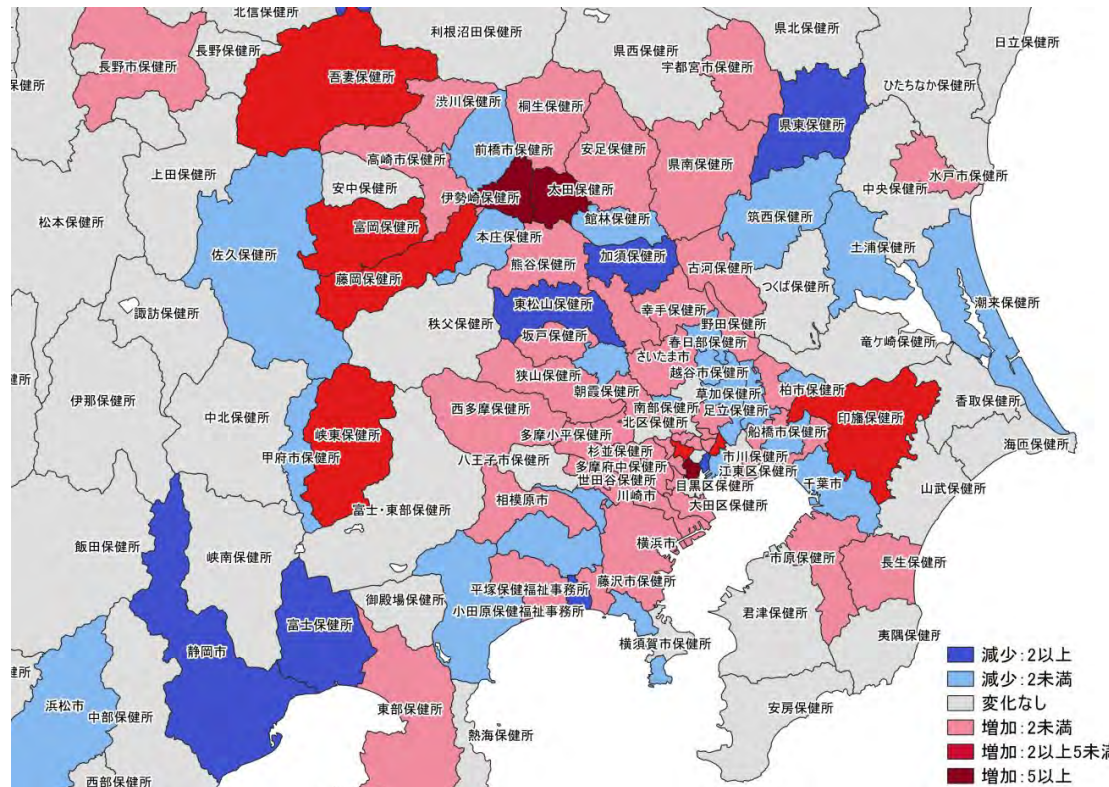 北信保健所
利根沼田保健所
県北保健所
県西保健所
日立保健所
長野保健所
宇都宮市保健所
長野市保健所
吾妻保健所
ひたちなか保健所
渋川保健所
桐生保健所
県東保健所
前橋市保健所
安足保健所
高崎市保健所
県南保健所
上田保健所
水戸市保健所
安中保健所
中央保健所
伊勢崎保健所
太田保健所
松本保健所
館林保健所
筑西保健所
富岡保健所
本庄保健所
土浦保健所
佐久保健所
加須保健所
熊谷保健所
古河保健所
藤岡保健所
つくば保健所
潮来保健所
諏訪保健所
東松山保健所
秩父保健所
幸手保健所
野田保健所
坂戸保健所
春日部保健所
竜ケ崎保健所
さいたま市
狭山保健所
越谷市保健所
伊那保健所
朝霞保健所
柏市保健所
中北保健所
草加保健所
香取保健所
西多摩保健所
南部保健所
足立保健所
印旛保健所
峡東保健所
北区保健所
多摩小平保健所
船橋市保健所
海匝保健所
杉並保健所
甲府市保健所
八王子市保健所
市川保健所
多摩府中保健所
江東区保健所
世田谷保健所
目黒区保健所
千葉市
山武保健所
相模原市
川崎市
富士・東部保健所
大田区保健所
飯田保健所
峡南保健所
横浜市
市原保健所
長生保健所
御殿場保健所
平塚保健福祉事務所
藤沢市保健所
小田原保健福祉事務所
君津保健所
富士保健所
夷隅保健所
横須賀市保健所
静岡市
浜松市
中部保健所
東部保健所
安房保健所
熱海保健所
西部保健所
減少:2以上
減少:2未満
変化なし
増加:2未満
増加:2以上5未満
増加:5以上